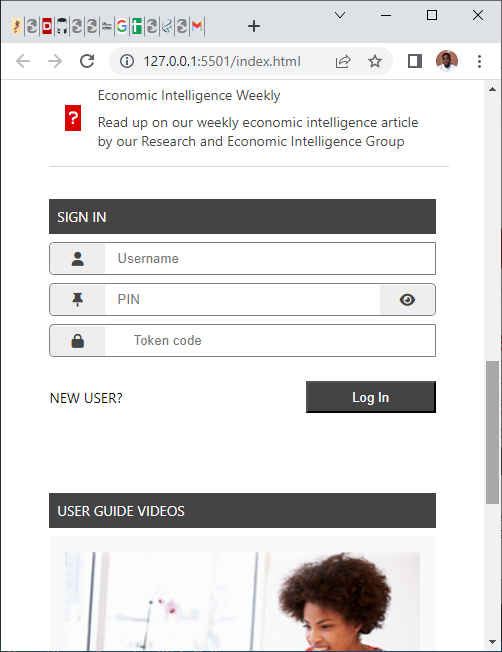 127.0.0.1:5501/index.html
Economic Intelligence Weekly
?
Read up on our weekly economic intelligence article
by our Research and Economic Intelligence Group
SIGN IN
Username
PIN
Token code
NEW USER?
Log In
USER GUIDE VIDEOS